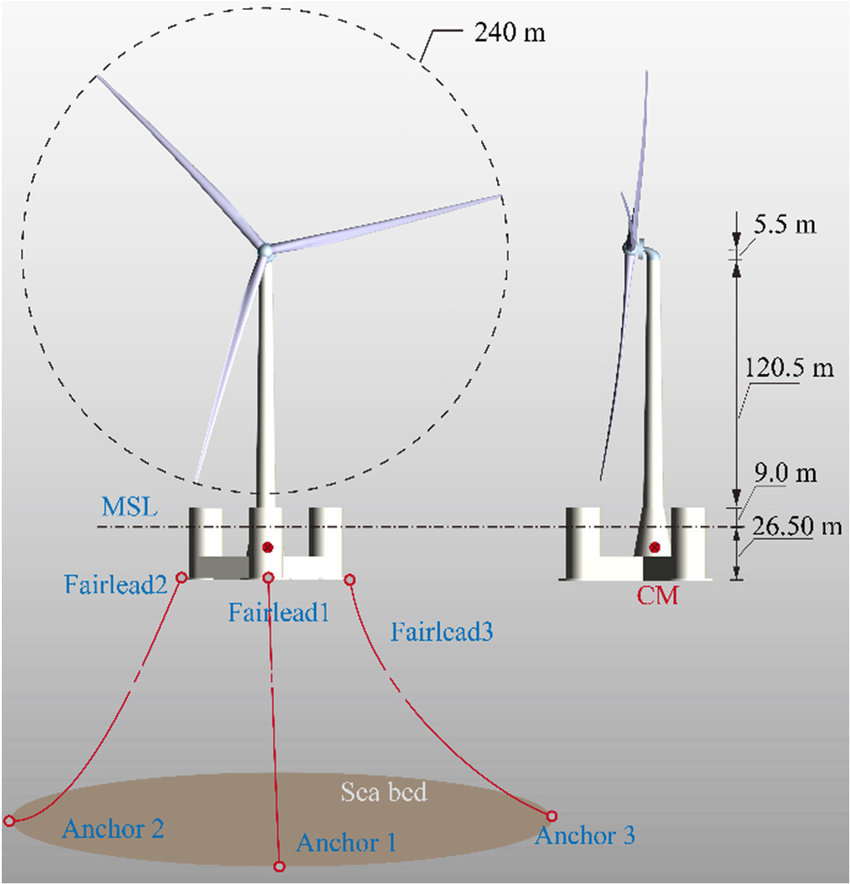 240 m
5.5 m
120.5 m
9.0 m
MSL
26.50 m
Fairlead2
CM
Fairlead1
Fairlead3
Sea bed
Anchor 2
Anchor 1
Anchor 3